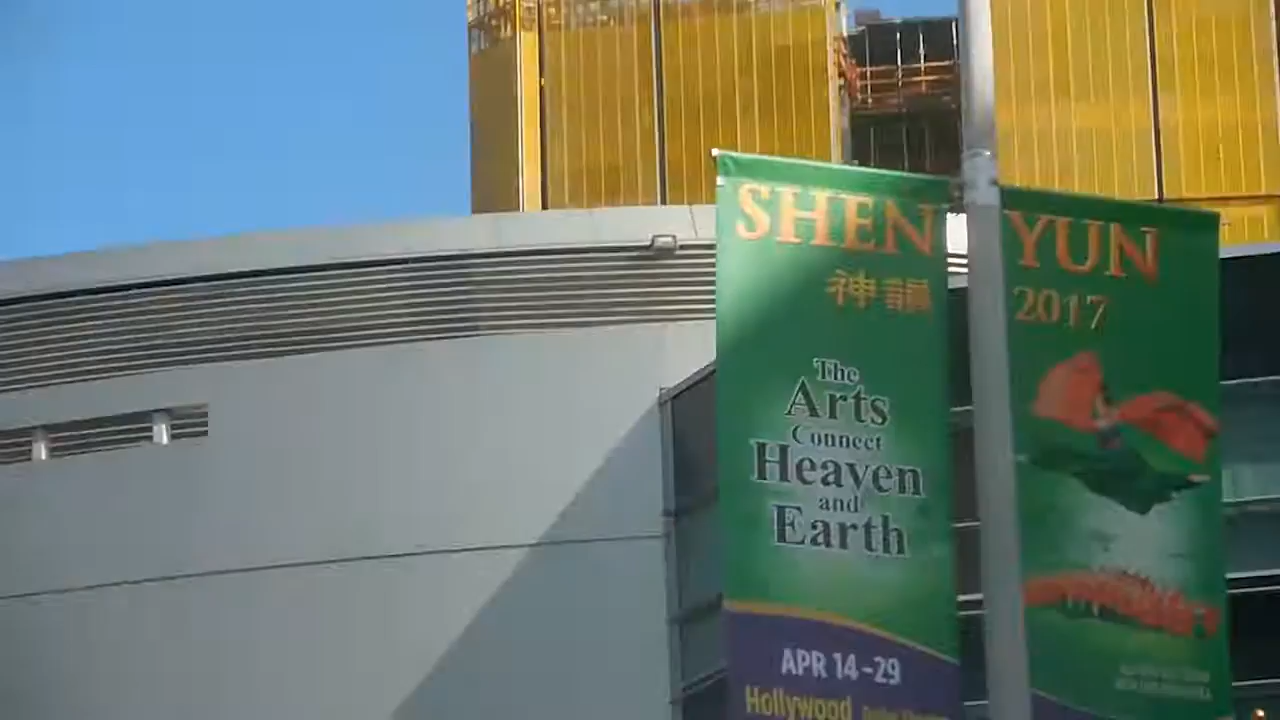 SHEN YUN
神韻
2017
The
Arts
Connect
Heaven
and
Earth
APR 14-29
Hollywood